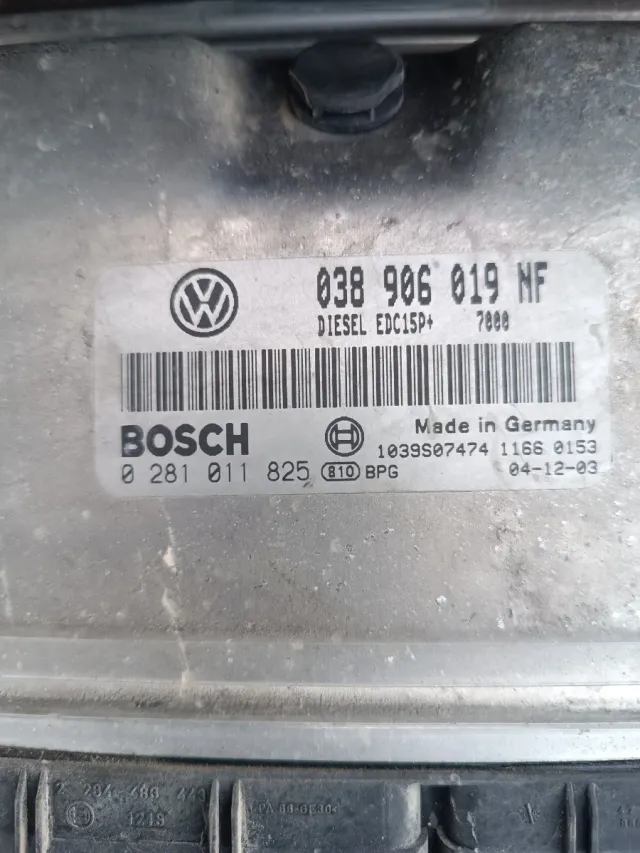 038 906 019 NF
DIESEL EDC15P+ 7000
Made in Germany
BOSCH
1039S07474 1166 0153
0 281 011 825 810 BPG 04-12-03
1219